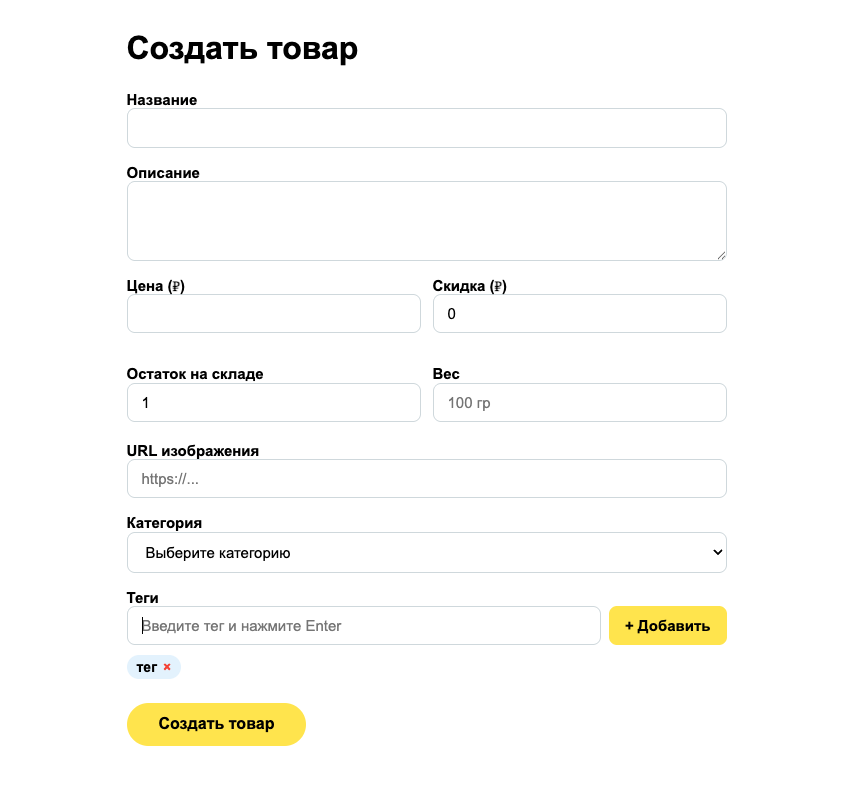 Создать товар
Название
Описание
Цена (₽) Скидка (₽)
0
Остаток на складе Вес
1 100 гр
URL изображения
https://...
Категория
Выберите категорию
Теги
Введите тег и нажмите Enter + Добавить
тег ×
Создать товар